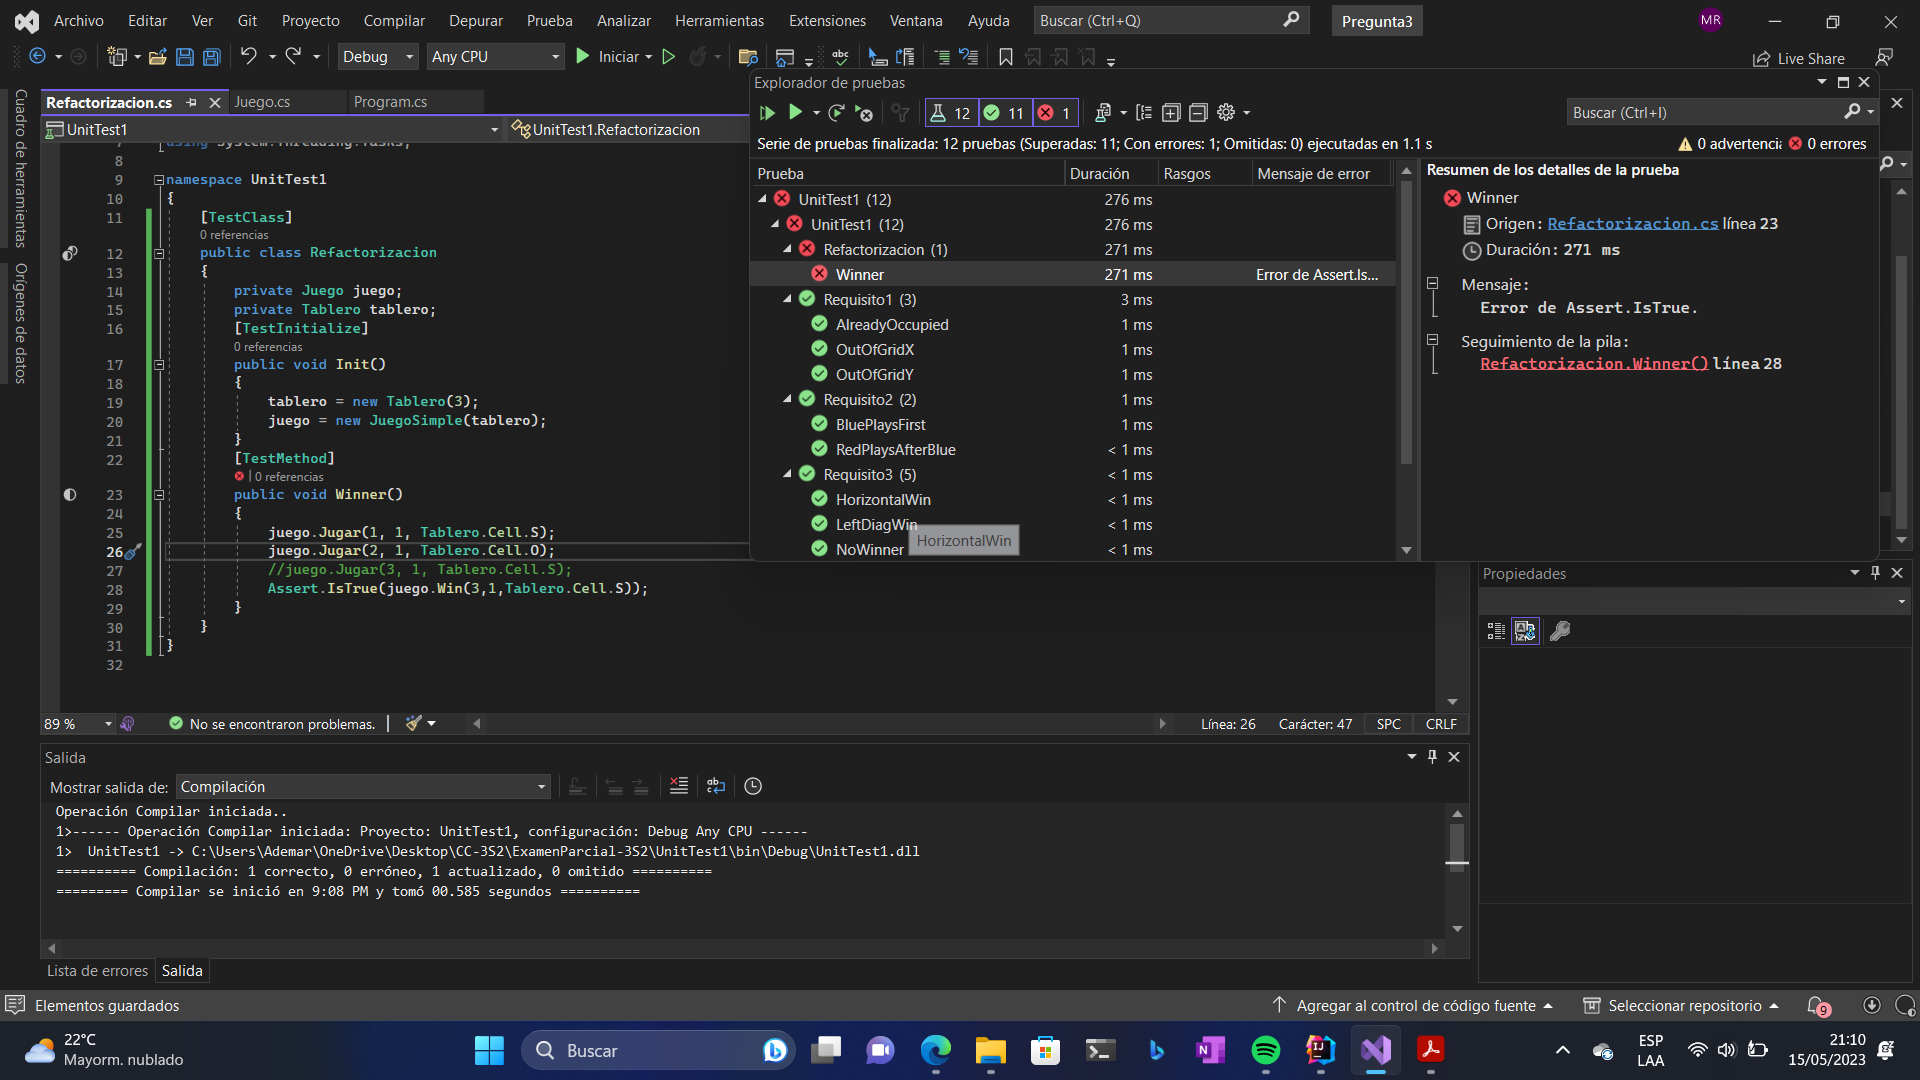 Archivo Editar Ver Git Proyecto Compilar Depurar Prueba Analizar Herramientas Extensiones Ventana Ayuda Buscar (Ctrl+Q) Pregunta3 MR
Debug Any CPU Iniciar Live Share
Cuadro de herramientas
Orígenes de datos
Refactorizacion.cs Juego.cs Program.cs
UnitTest1 UnitTest1.Refactorizacion
using System.Threading.Tasks;
8
9 namespace UnitTest1
10 {
11 [TestClass]
0 referencias
12 public class Refactorizacion
13 {
14 private Juego juego;
15 private Tablero tablero;
16 [TestInitialize]
0 referencias
17 public void Init()
18 {
19 tablero = new Tablero(3);
20 juego = new JuegoSimple(tablero);
21 }
22 [TestMethod]
| 0 referencias
23 public void Winner()
24 {
25 juego.Jugar(1, 1, Tablero.Cell.S);
26 juego.Jugar(2, 1, Tablero.Cell.O);
27 //juego.Jugar(3, 1, Tablero.Cell.S);
28 Assert.IsTrue(juego.Win(3,1,Tablero.Cell.S));
29 }
30 }
31 }
32
89 % No se encontraron problemas. Línea: 26 Carácter: 47 SPC CRLF
Explorador de pruebas
12 11 1 Buscar (Ctrl+I)
Serie de pruebas finalizada: 12 pruebas (Superadas: 11; Con errores: 1; Omitidas: 0) ejecutadas en 1.1 s 0 advertencia 0 errores
Prueba Duración Rasgos Mensaje de error
UnitTest1 (12) 276 ms
UnitTest1 (12) 276 ms
Refactorizacion (1) 271 ms
Winner 271 ms Error de Assert.Is...
Requisito1 (3) 3 ms
AlreadyOccupied 1 ms
OutOfGridX 1 ms
OutOfGridY 1 ms
Requisito2 (2) 1 ms
BluePlaysFirst 1 ms
RedPlaysAfterBlue < 1 ms
Requisito3 (5) < 1 ms
HorizontalWin < 1 ms
LeftDiagWin < 1 ms
NoWinner < 1 ms
HorizontalWin
Resumen de los detalles de la prueba
Winner
Origen: Refactorizacion.cs línea 23
Duración: 271 ms
Mensaje:
Error de Assert.IsTrue.
Seguimiento de la pila:
Refactorizacion.Winner() línea 28
Propiedades
Salida
Mostrar salida de: Compilación
Operación Compilar iniciada..
1>------ Operación Compilar iniciada: Proyecto: UnitTest1, configuración: Debug Any CPU ------
1>  UnitTest1 -> C:\Users\Ademar\OneDrive\Desktop\CC-3S2\ExamenParcial-3S2\UnitTest1\bin\Debug\UnitTest1.dll
========== Compilación: 1 correcto, 0 erróneo, 1 actualizado, 0 omitido ==========
========= Compilar se inició en 9:08 PM y tomó 00.585 segundos ==========
Lista de errores Salida
Elementos guardados Agregar al control de código fuente Seleccionar repositorio 9
22°C
Mayorm. nublado
Buscar
ESP
LAA
21:10
15/05/2023